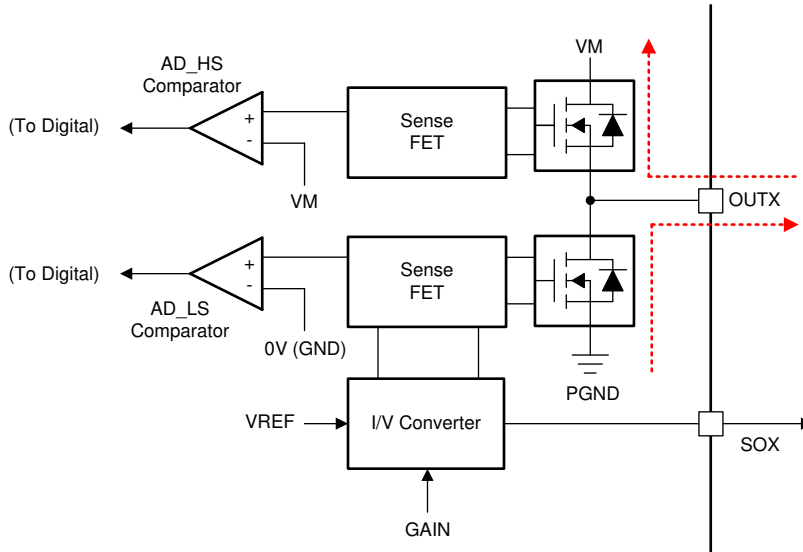 AD_HS
Comparator
VM
(To Digital)
+
-
Sense
FET
VM
OUTX
(To Digital)
+
-
Sense
FET
AD_LS
Comparator
0V (GND)
PGND
VREF
I/V Converter
SOX
GAIN